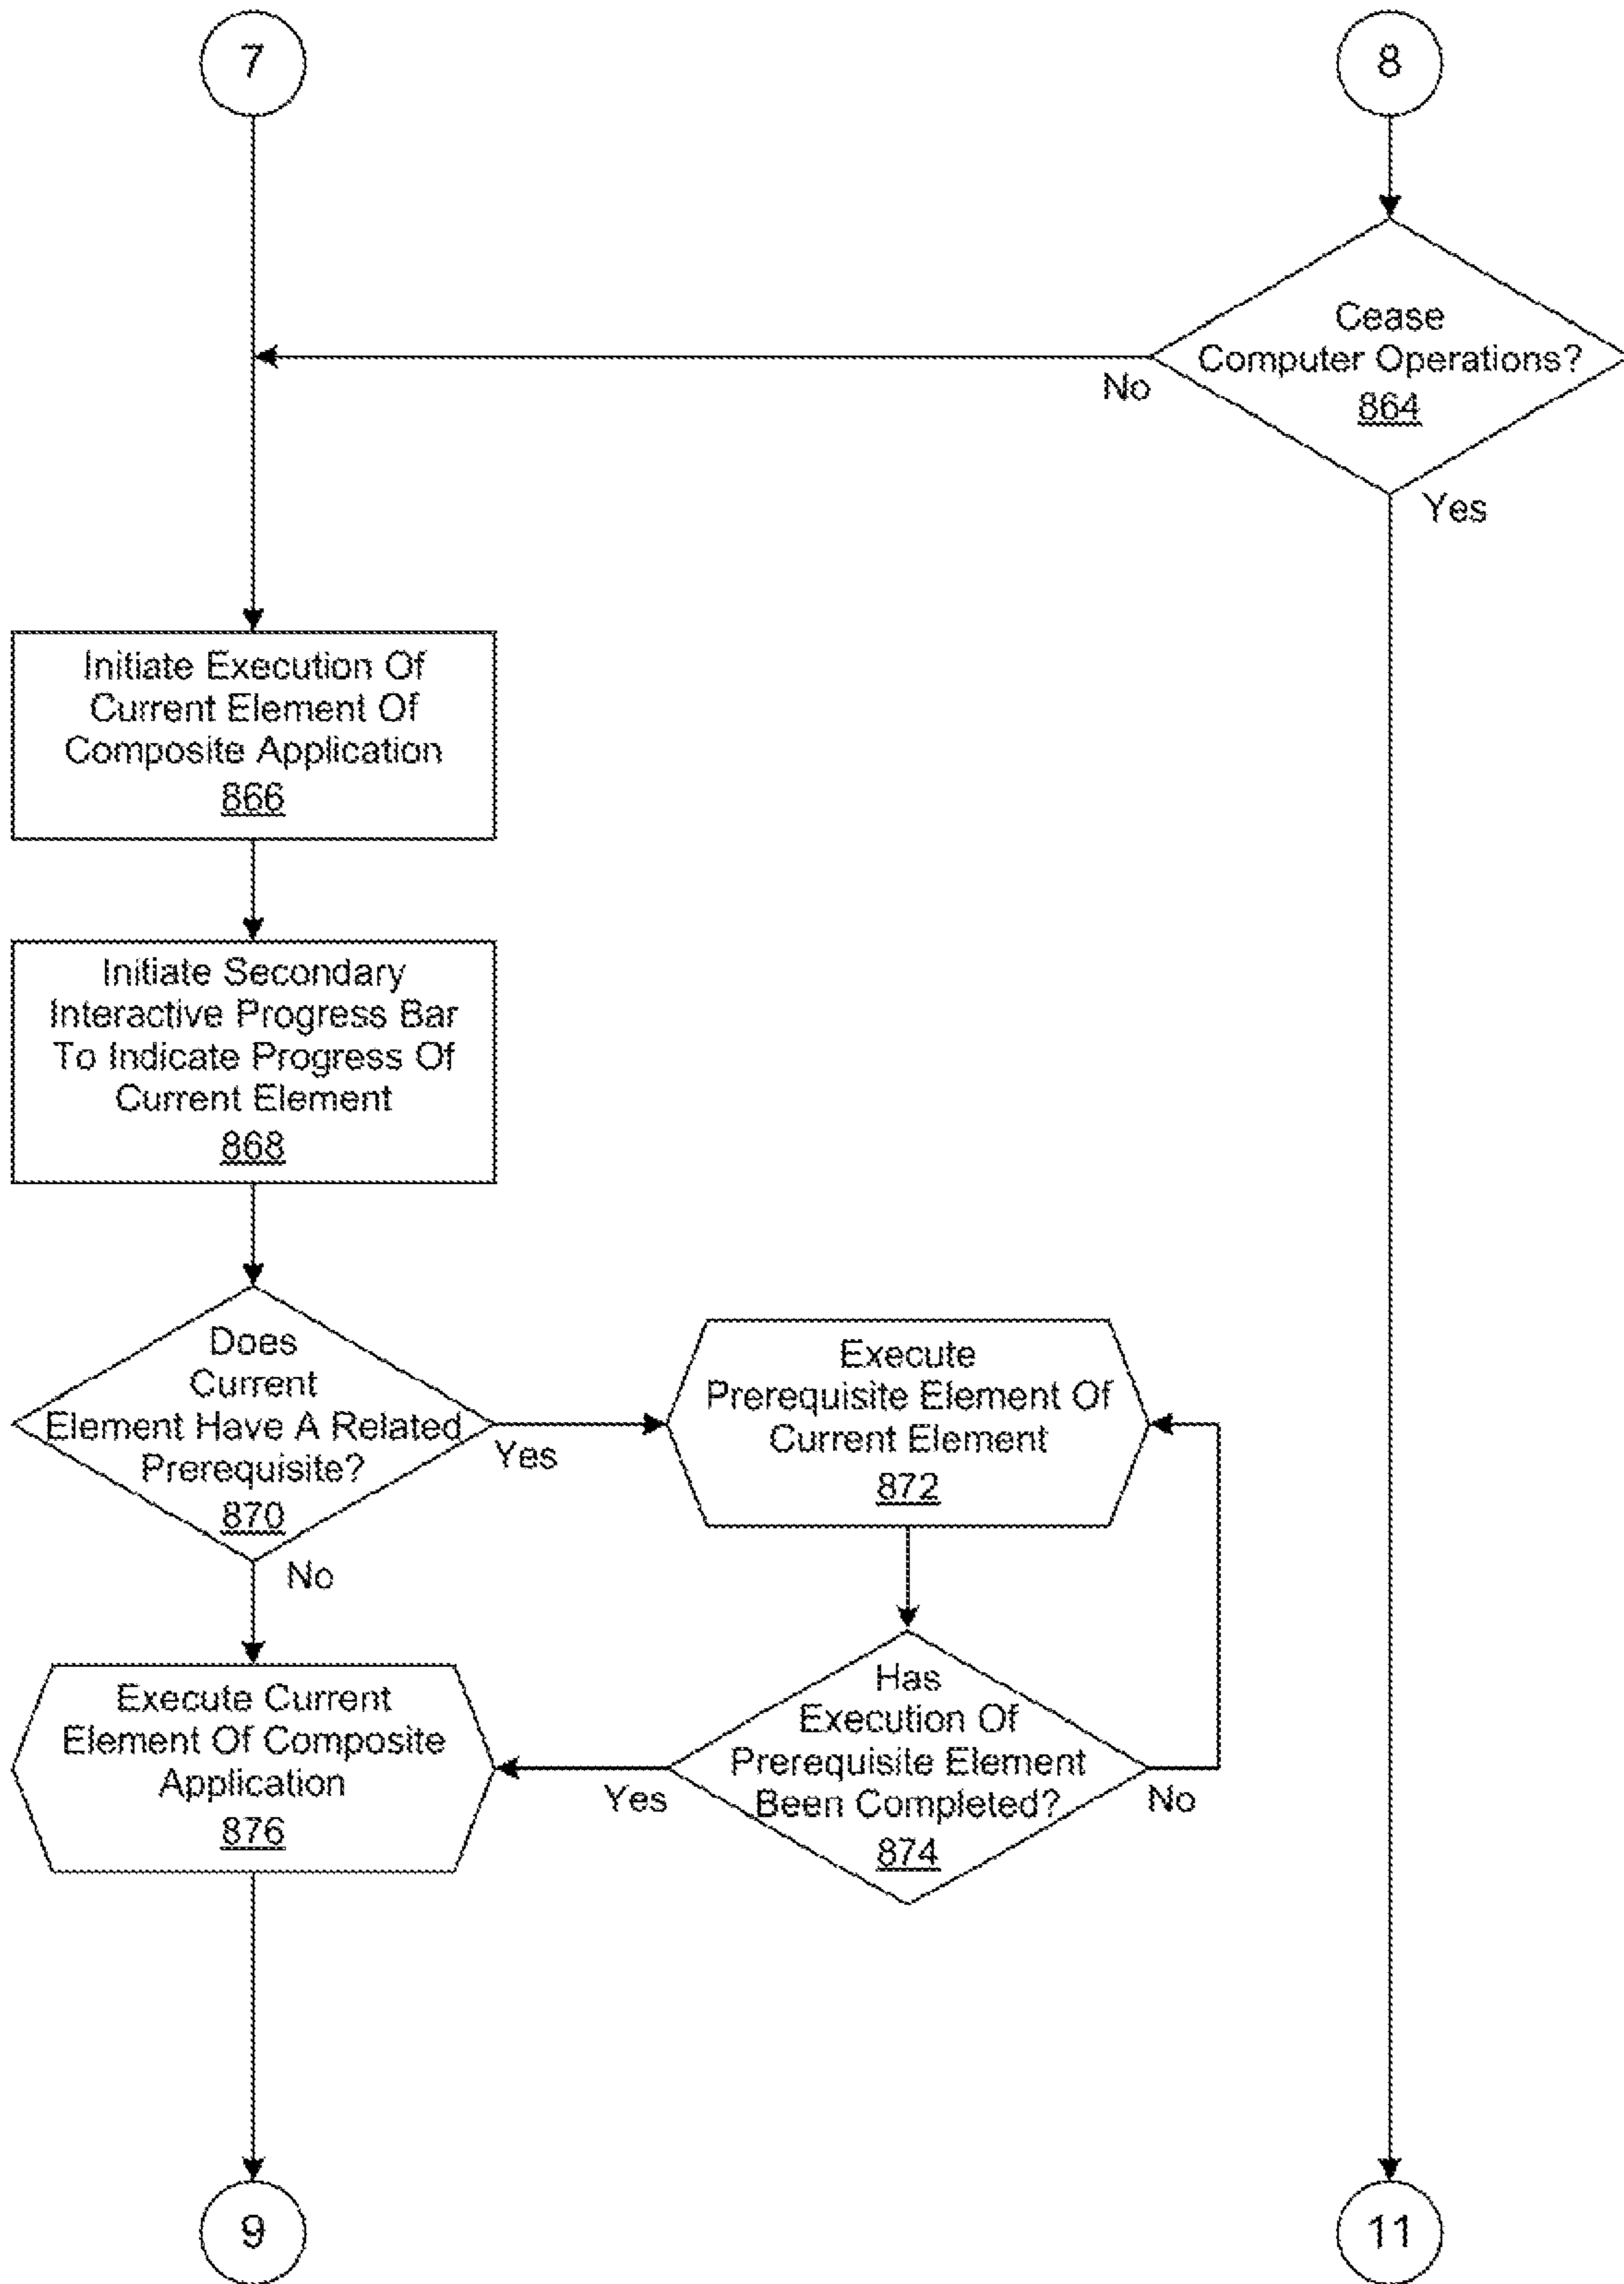 7
8
Cease
Computer Operations?
864
No
Yes
Initiate Execution Of
Current Element Of
Composite Application
866
Initiate Secondary
Interactive Progress Bar
To Indicate Progress Of
Current Element
868
Does
Current
Element Have A Related
Prerequisite?
870
Yes
No
Execute
Prerequisite Element Of
Current Element
872
Has
Execution Of
Prerequisite Element
Been Completed?
874
Yes
No
Execute Current
Element Of Composite
Application
876
9
11